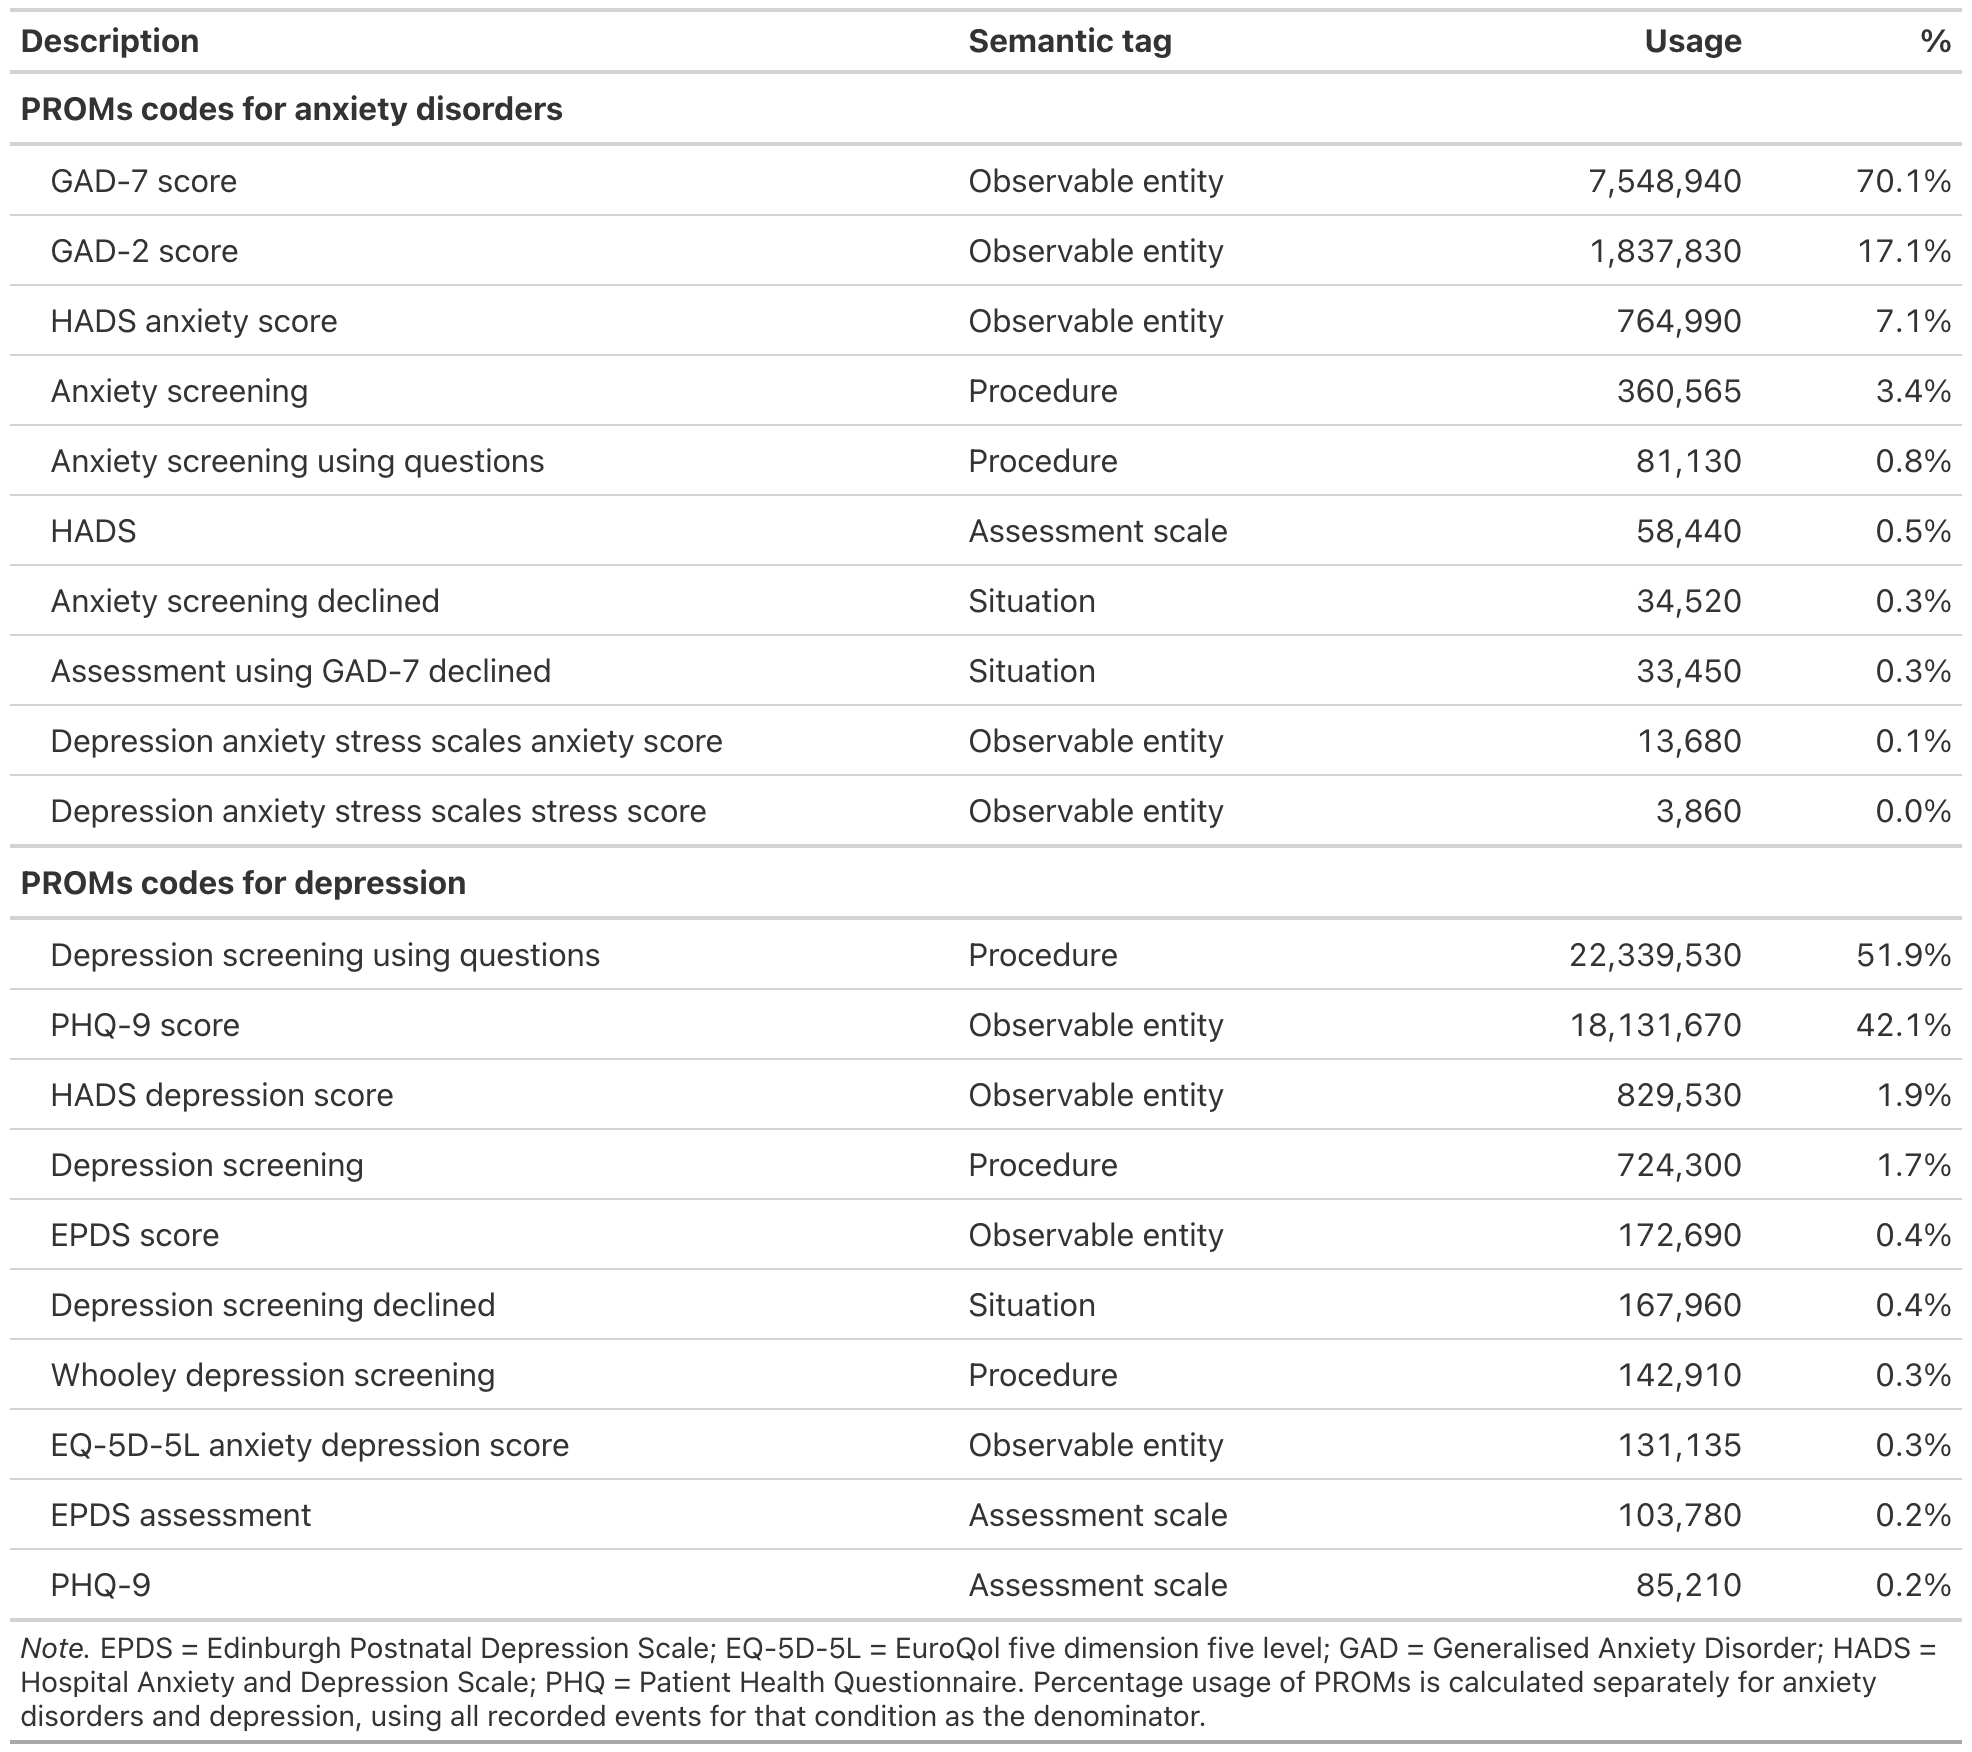 Description Semantic tag Usage %
PROMs codes for anxiety disorders
GAD-7 score Observable entity 7,548,940 70.1%
GAD-2 score Observable entity 1,837,830 17.1%
HADS anxiety score Observable entity 764,990 7.1%
Anxiety screening Procedure 360,565 3.4%
Anxiety screening using questions Procedure 81,130 0.8%
HADS Assessment scale 58,440 0.5%
Anxiety screening declined Situation 34,520 0.3%
Assessment using GAD-7 declined Situation 33,450 0.3%
Depression anxiety stress scales anxiety score Observable entity 13,680 0.1%
Depression anxiety stress scales stress score Observable entity 3,860 0.0%
PROMs codes for depression
Depression screening using questions Procedure 22,339,530 51.9%
PHQ-9 score Observable entity 18,131,670 42.1%
HADS depression score Observable entity 829,530 1.9%
Depression screening Procedure 724,300 1.7%
EPDS score Observable entity 172,690 0.4%
Depression screening declined Situation 167,960 0.4%
Whooley depression screening Procedure 142,910 0.3%
EQ-5D-5L anxiety depression score Observable entity 131,135 0.3%
EPDS assessment Assessment scale 103,780 0.2%
PHQ-9 Assessment scale 85,210 0.2%
Note. EPDS = Edinburgh Postnatal Depression Scale; EQ-5D-5L = EuroQol five dimension five level; GAD = Generalised Anxiety Disorder; HADS =
Hospital Anxiety and Depression Scale; PHQ = Patient Health Questionnaire. Percentage usage of PROMs is calculated separately for anxiety
disorders and depression, using all recorded events for that condition as the denominator.